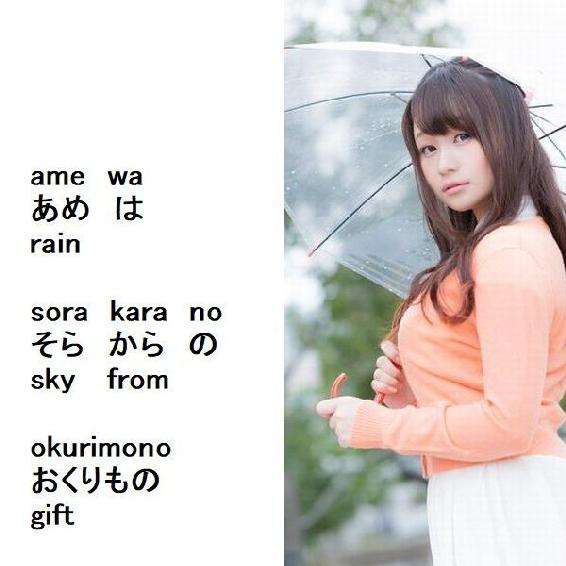 ame wa
あめ は
rain
sora kara no
そら から の
sky from
okurimono
おくりもの
gift